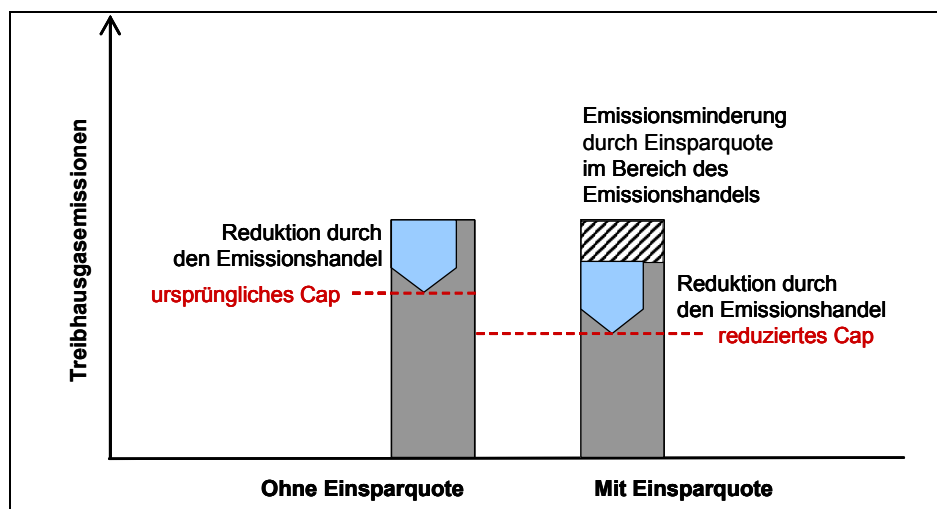 Treibhausgasemissionen
Emissionsminderung
durch Einsparquote
im Bereich des
Emissionshandels
Reduktion durch
den Emissionshandel
ursprüngliches Cap
Reduktion durch
den Emissionshandel
reduziertes Cap
Ohne Einsparquote
Mit Einsparquote